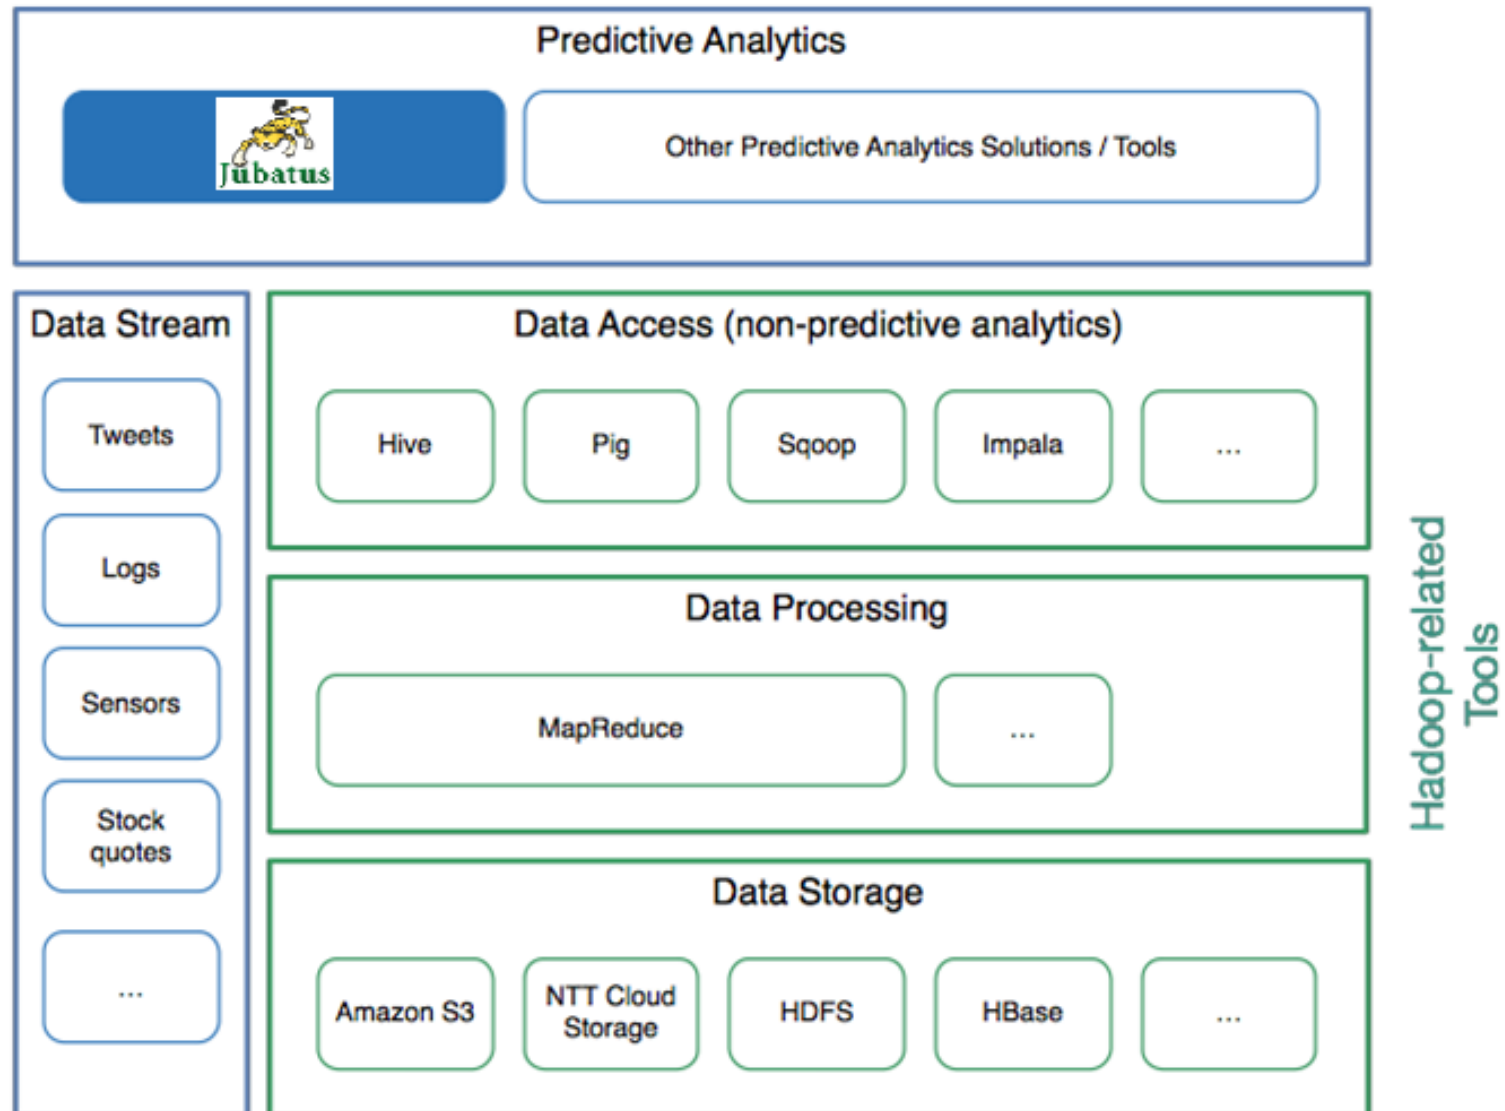 Predictive Analytics
Jubatus
Other Predictive Analytics Solutions / Tools
Data Stream
Tweets
Logs
Sensors
Stock
quotes
...
Data Access (non-predictive analytics)
Hive
Pig
Sqoop
Impala
...
Data Processing
MapReduce
...
Data Storage
Amazon S3
NTT Cloud
Storage
HDFS
HBase
...
Hadoop-related
Tools